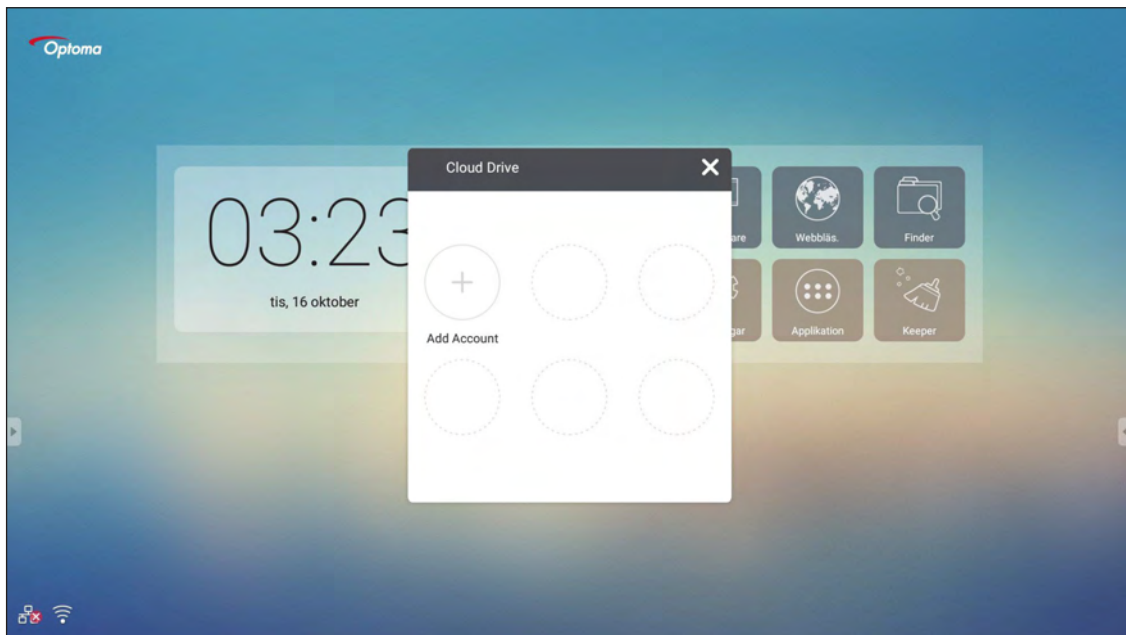 Optoma
Cloud Drive
03:23
Webbläs.
Finder
tis, 16 oktober
Add Account
Applikation
Keeper